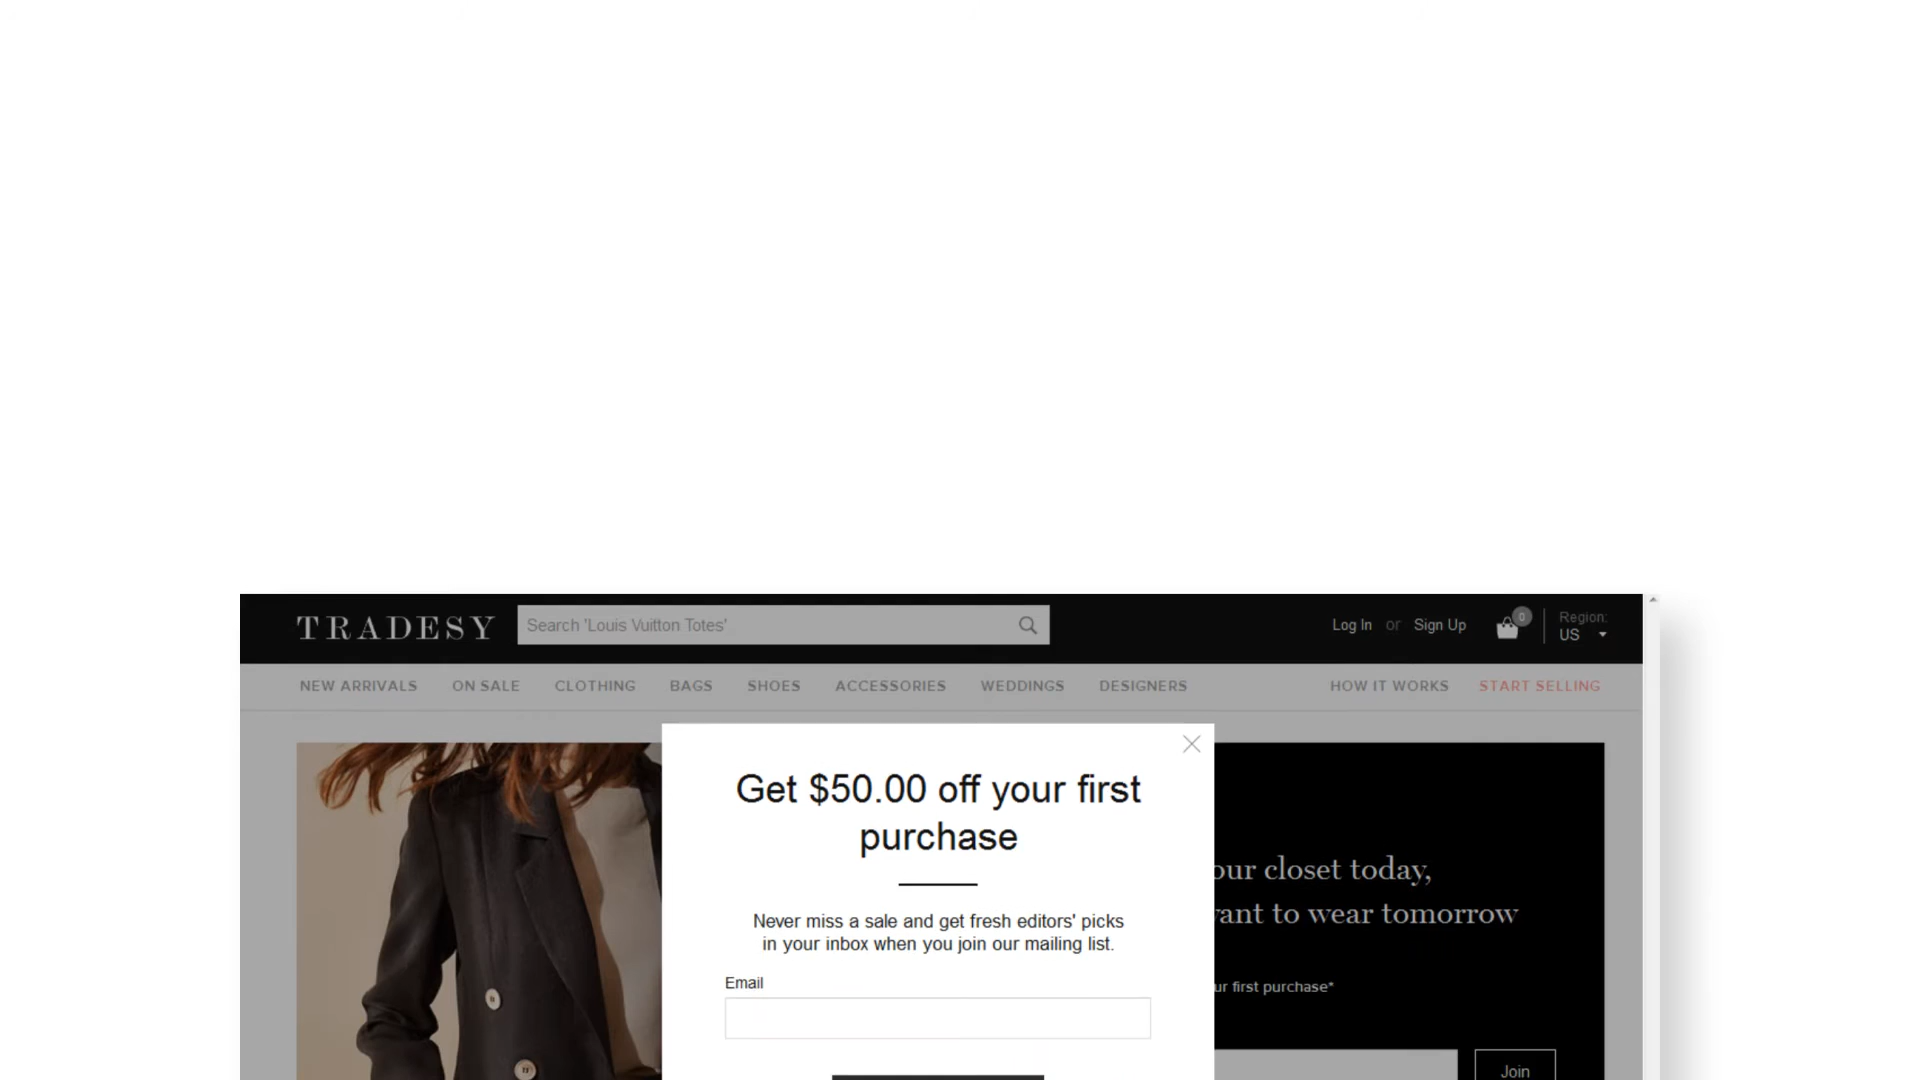 TRADESY
Search 'Louis Vuitton Totes'
Log In or Sign Up
0
Region:
US
NEW ARRIVALS ON SALE CLOTHING BAGS SHOES ACCESSORIES WEDDINGS DESIGNERS HOW IT WORKS START SELLING
Get $50.00 off your first
purchase
Never miss a sale and get fresh editors' picks
in your inbox when you join our mailing list.
Email
our closet today,
want to wear tomorrow
ur first purchase*
Join